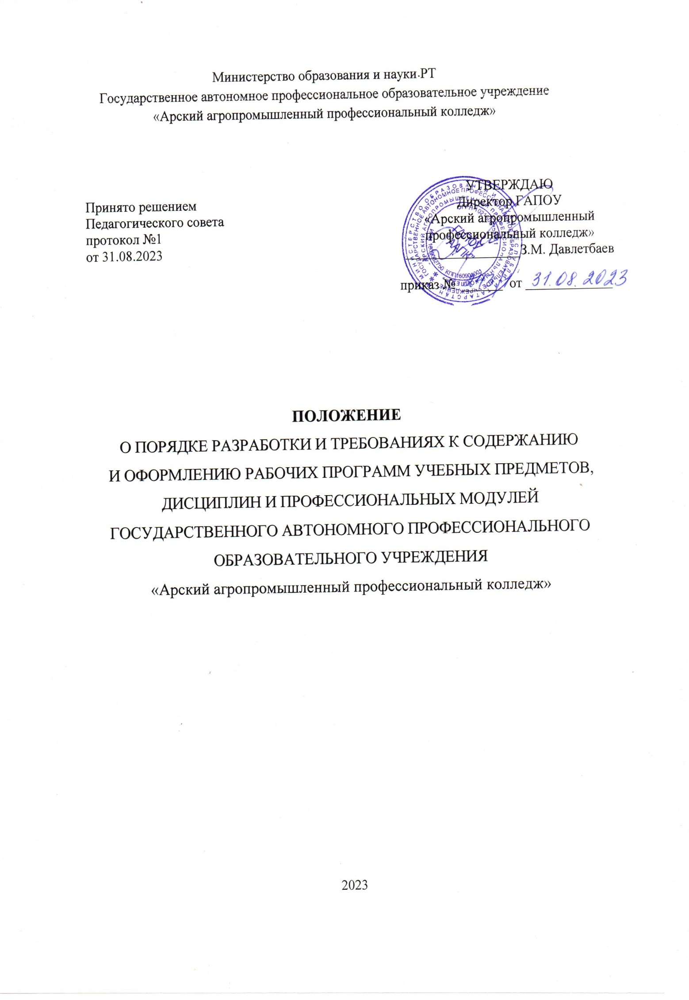 Министерство образования и науки РТ
Государственное автономное профессиональное образовательное учреждение
«Арский агропромышленный профессиональный колледж»
Принято решением
Педагогического совета
протокол №1
от 31.08.2023
УТВЕРЖДАЮ
Директор ГАПОУ
«Арский агропромышленный
профессиональный колледж»
З.М. Давлетбаев
приказ № от 31.08.2023
ГАПОУ
"ААПК"
КПП160901001
ПОЛОЖЕНИЕ
О ПОРЯДКЕ РАЗРАБОТКИ И ТРЕБОВАНИЯХ К СОДЕРЖАНИЮ
И ОФОРМЛЕНИЮ РАБОЧИХ ПРОГРАММ УЧЕБНЫХ ПРЕДМЕТОВ,
ДИСЦИПЛИН И ПРОФЕССИОНАЛЬНЫХ МОДУЛЕЙ
ГОСУДАРСТВЕННОГО АВТОНОМНОГО ПРОФЕССИОНАЛЬНОГО
ОБРАЗОВАТЕЛЬНОГО УЧРЕЖДЕНИЯ
«Арский агропромышленный профессиональный колледж»
2023